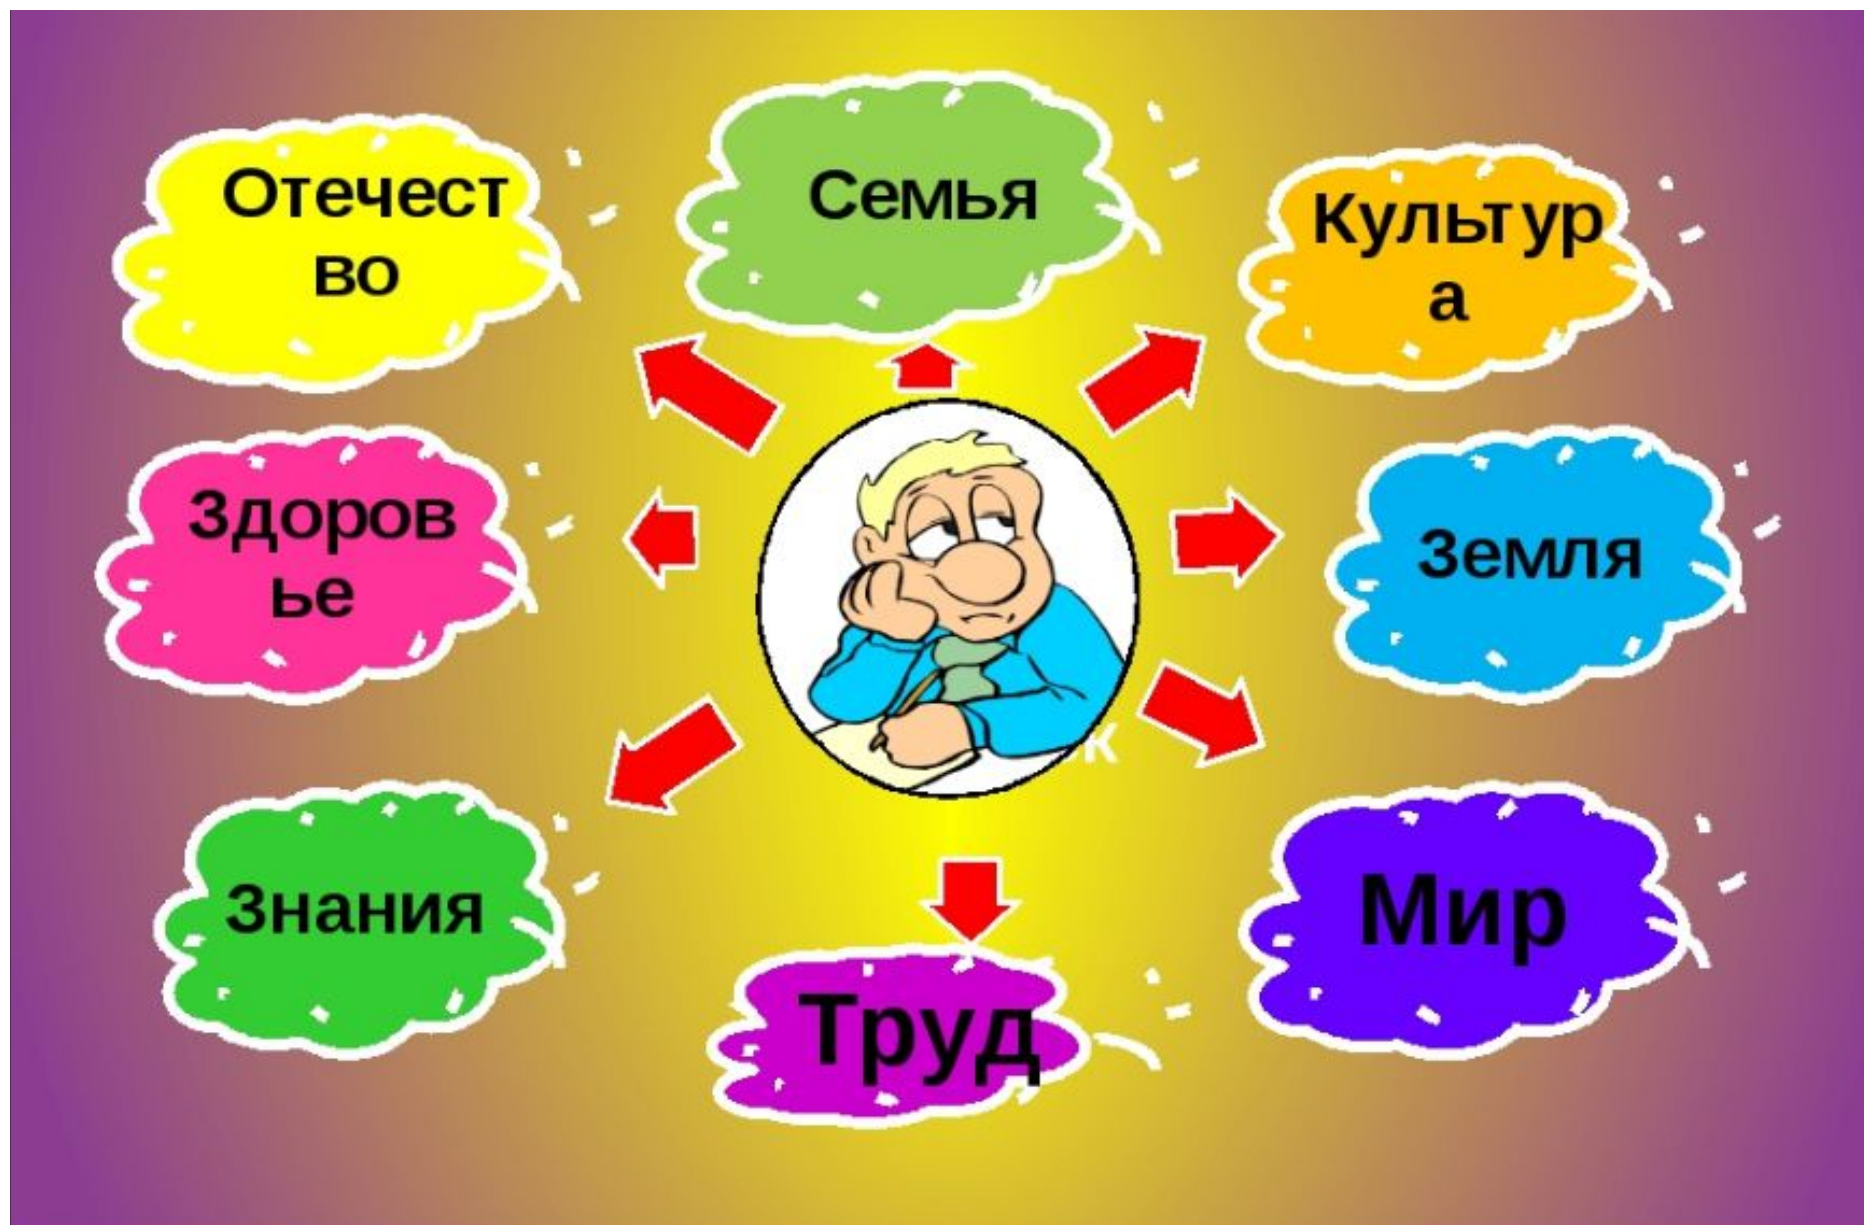 Отечест
во
Семья
Культур
а
Здоров
ье
Земля
к
Знания
Мир
Труд